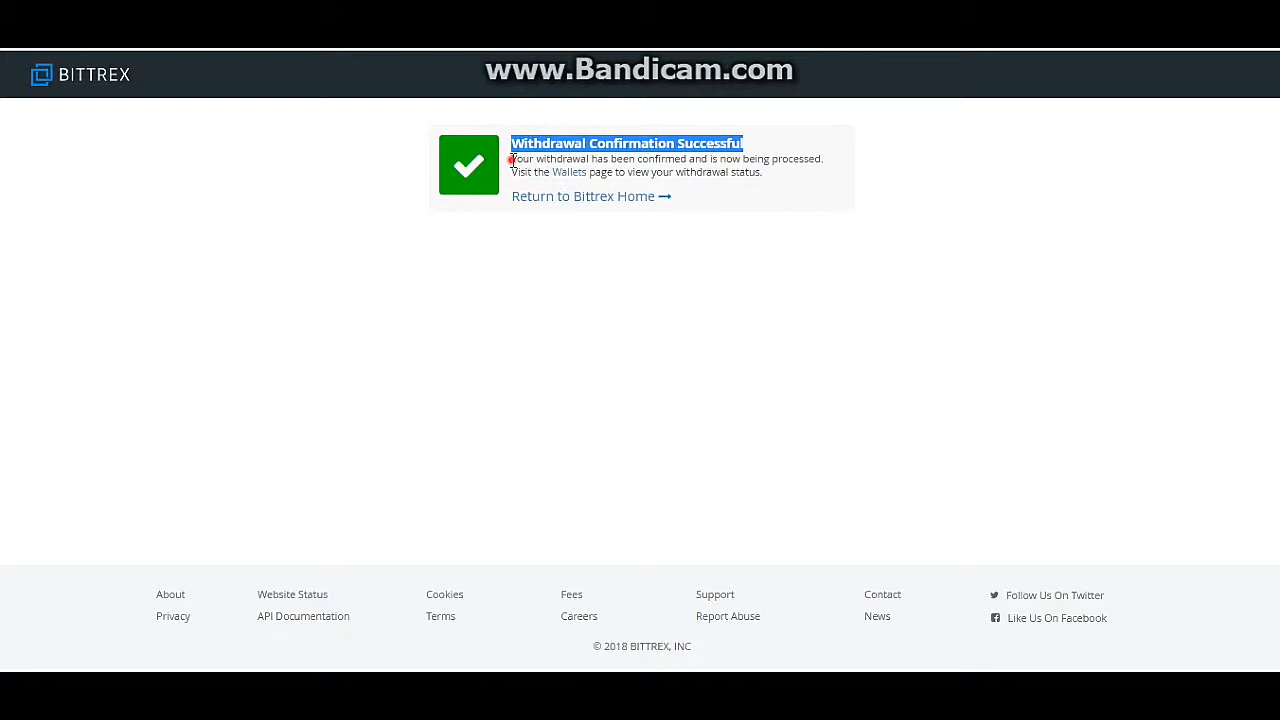 www.Bandicam.com
BITTREX
Withdrawal Confirmation Successful
Your withdrawal has been confirmed and is now being processed.
Visit the Wallets page to view your withdrawal status.
Return to Bittrex Home →
About Website Status Cookies Fees Support Contact Follow Us On Twitter
Privacy API Documentation Terms Careers Report Abuse News Like Us On Facebook
© 2018 BITTREX, INC